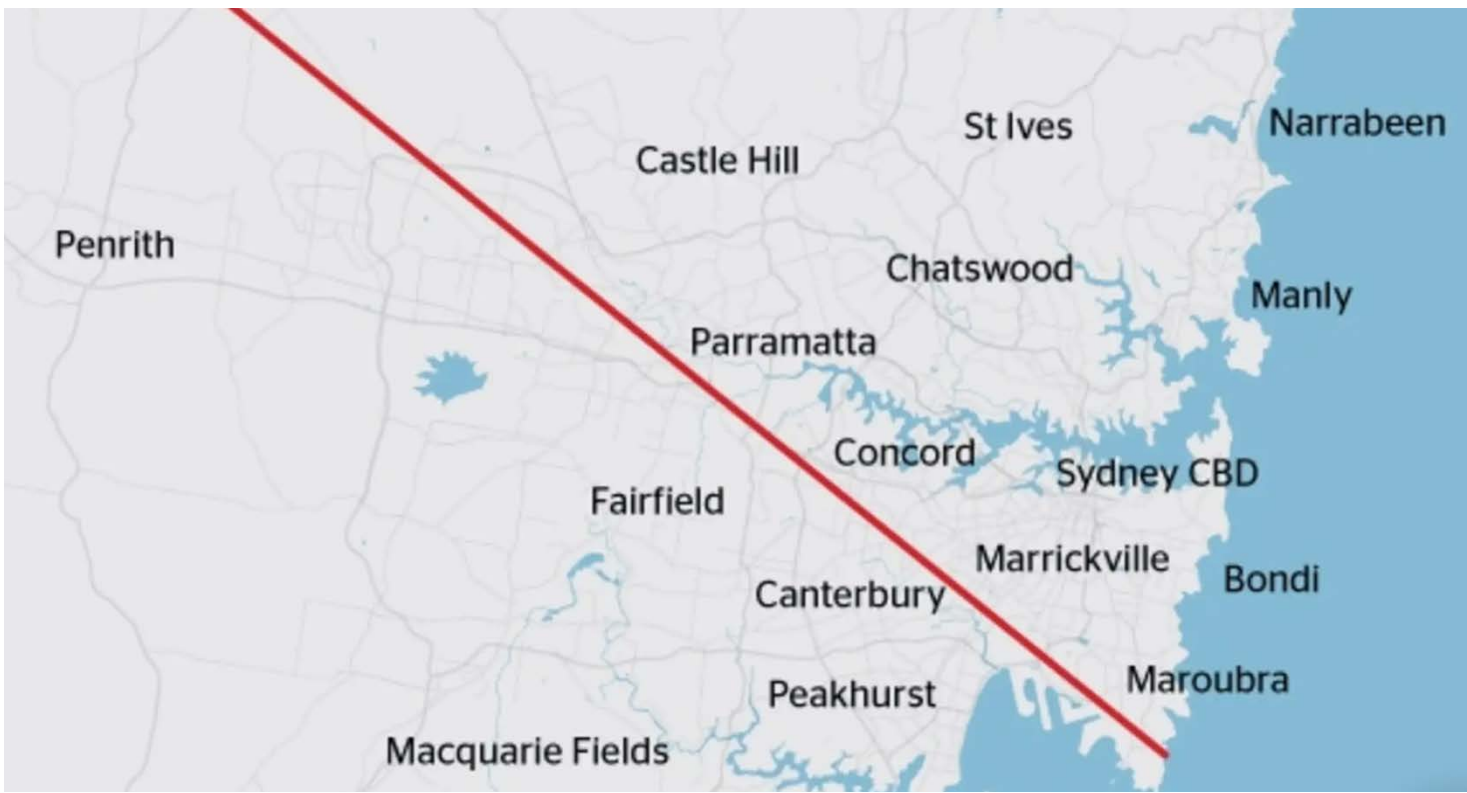 St Ives
Narrabeen
Castle Hill
Penrith
Chatswood
Manly
Parramatta
Concord
Sydney CBD
Fairfield
Marrickville
Bondi
Canterbury
Maroubra
Peakhurst
Macquarie Fields